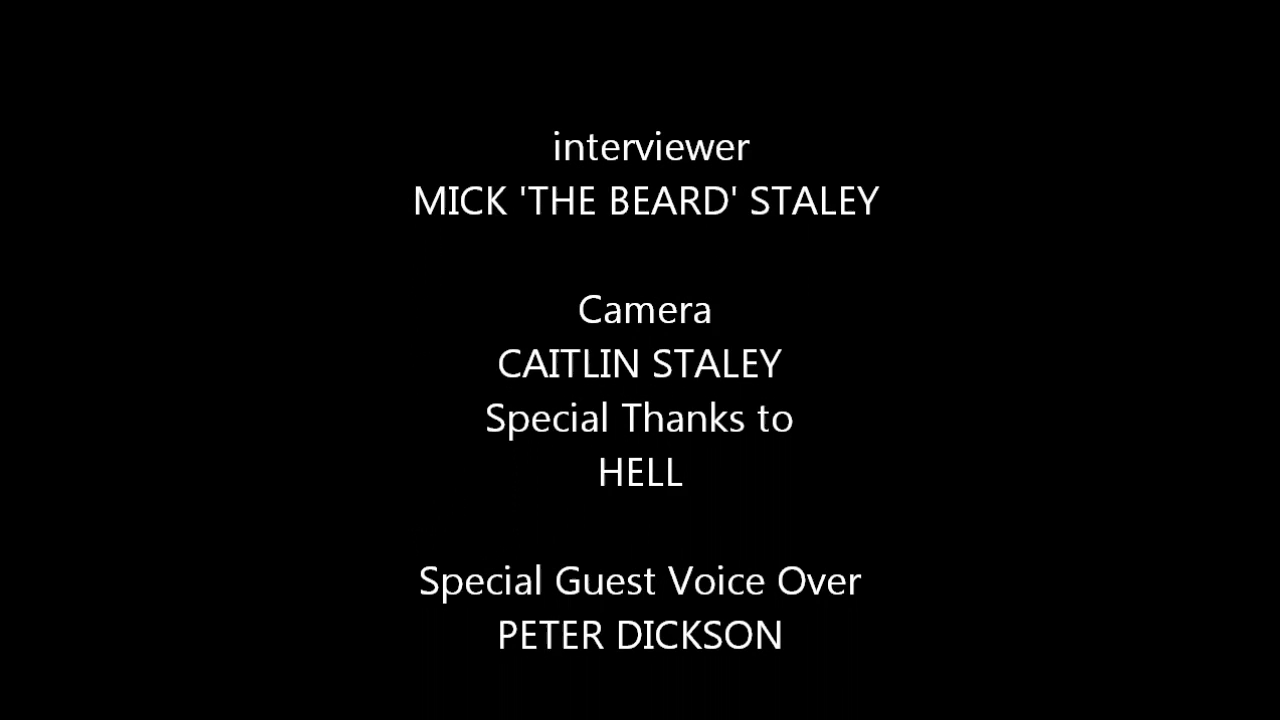 interviewer
MICK 'THE BEARD' STALEY
Camera
CAITLIN STALEY
Special Thanks to
HELL
Special Guest Voice Over
PETER DICKSON